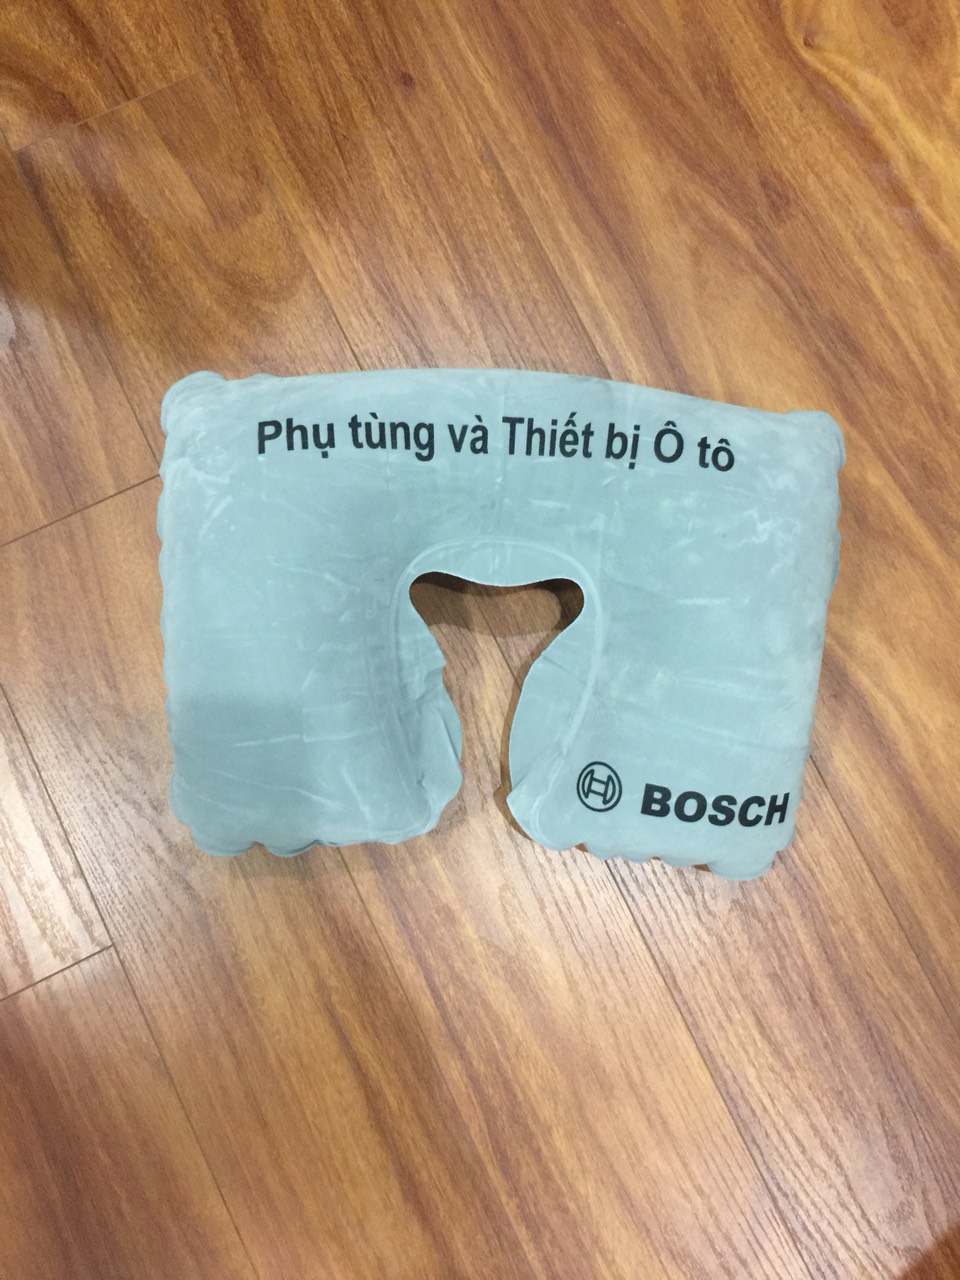 Phụ tùng và Thiết bị Ô tô
BOSCH